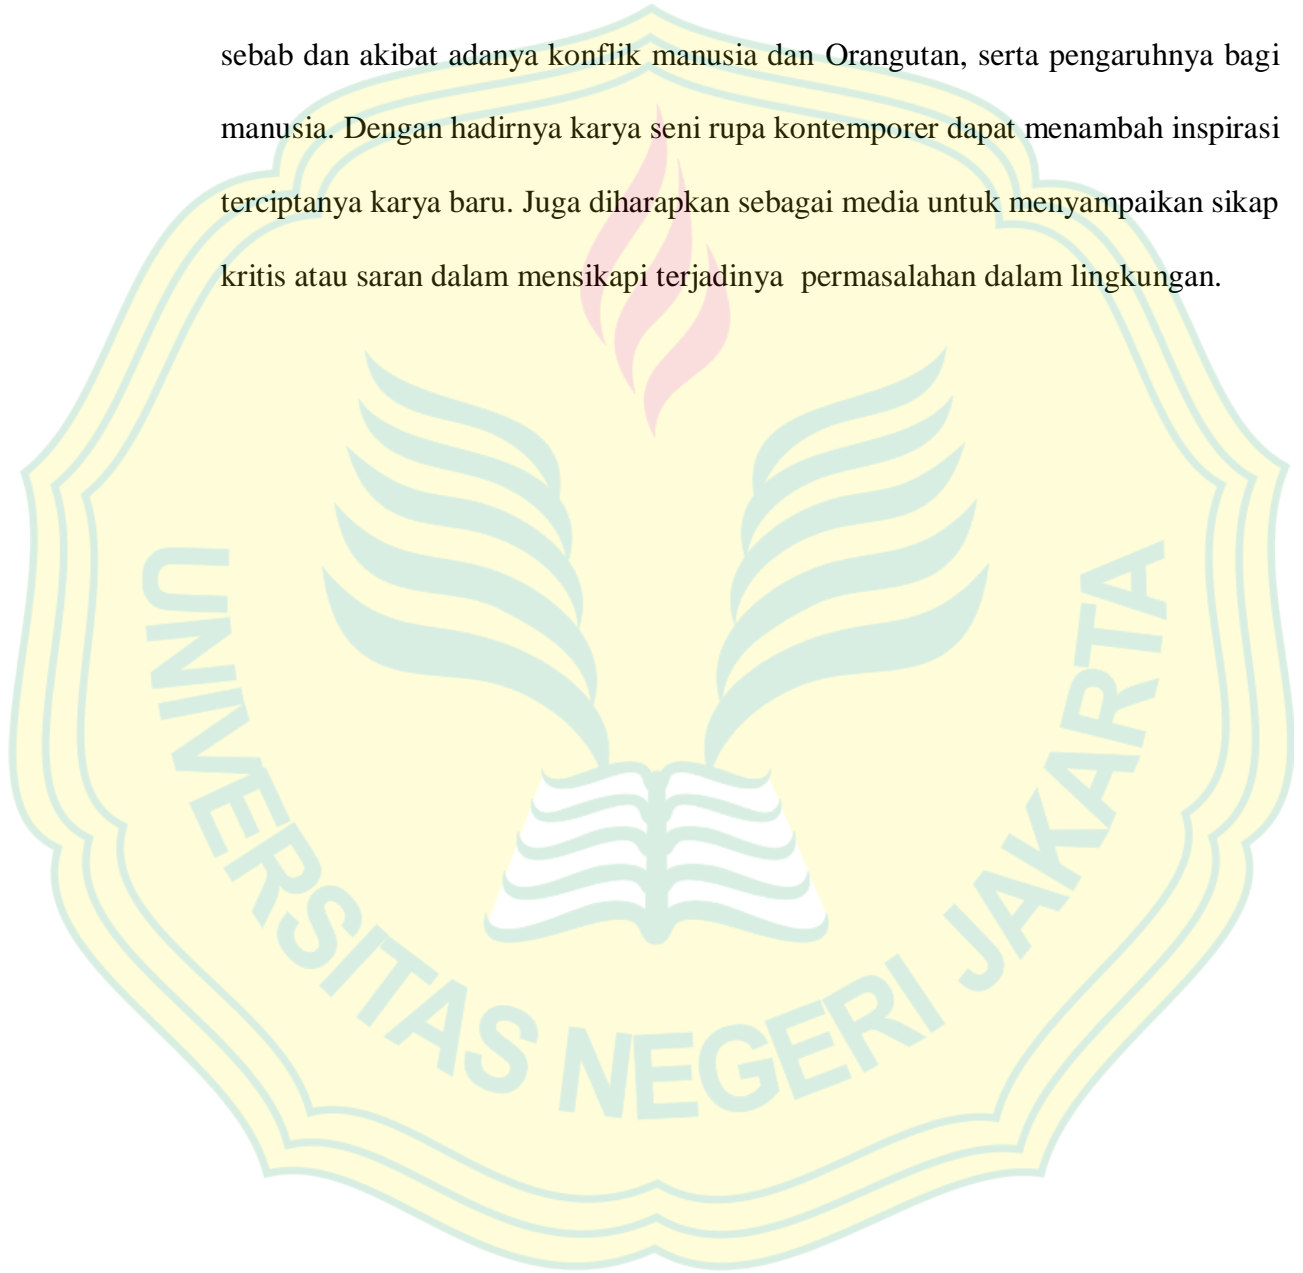 sebab dan akibat adanya konflik manusia dan Orangutan, serta pengaruhnya bagi
manusia. Dengan hadirnya karya seni rupa kontemporer dapat menambah inspirasi
terciptanya karya baru. Juga diharapkan sebagai media untuk menyampaikan sikap
kritis atau saran dalam mensikapi terjadinya  permasalahan dalam lingkungan.
UNIVERSITAS NEGERI JAKARTA